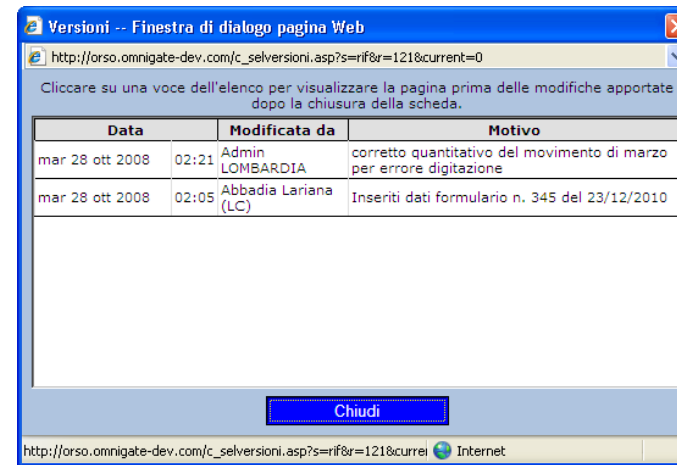 Versioni -- Finestra di dialogo pagina Web
http://orso.omnigate-dev.com/c_selversioni.asp?s=rif&r=121&current=0
Cliccare su una voce dell'elenco per visualizzare la pagina prima delle modifiche apportate
dopo la chiusura della scheda.
Data Modificata da Motivo
mar 28 ott 2008 02:21 Admin LOMBARDIA corretto quantitativo del movimento di marzo per errore digitazione
mar 28 ott 2008 02:05 Abbadia Lariana (LC) Inseriti dati formulario n. 345 del 23/12/2010
Chiudi
http://orso.omnigate-dev.com/c_selversioni.asp?s=rif&r=121&curre Internet